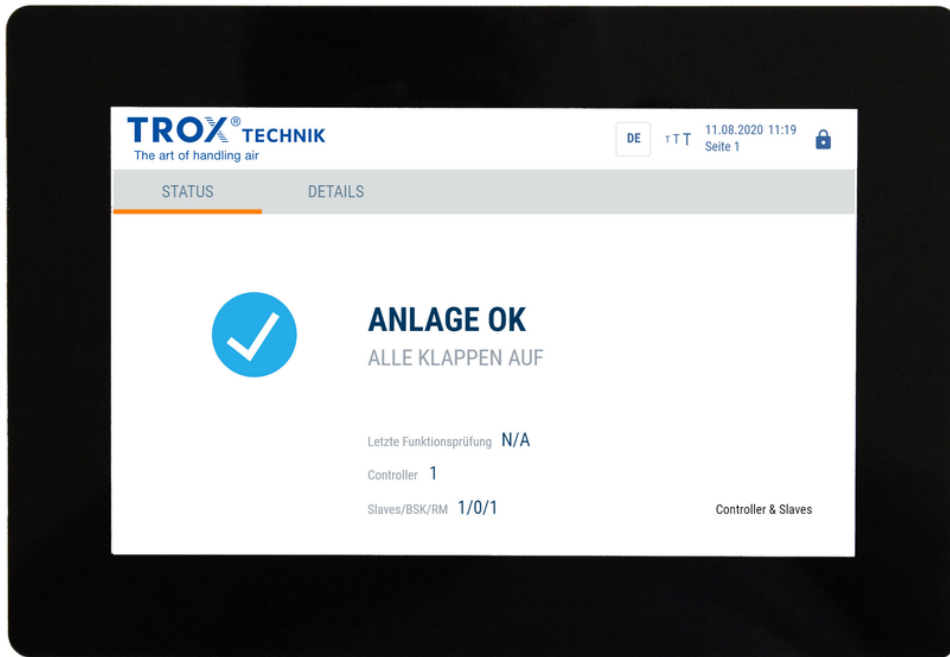 TROX® TECHNIK
The art of handling air
DE
T T T
11.08.2020 11:19
Seite 1
STATUS
DETAILS
ANLAGE OK
ALLE KLAPPEN AUF
Letzte Funktionsprüfung N/A
Controller 1
Slaves/BSK/RM 1/0/1
Controller & Slaves